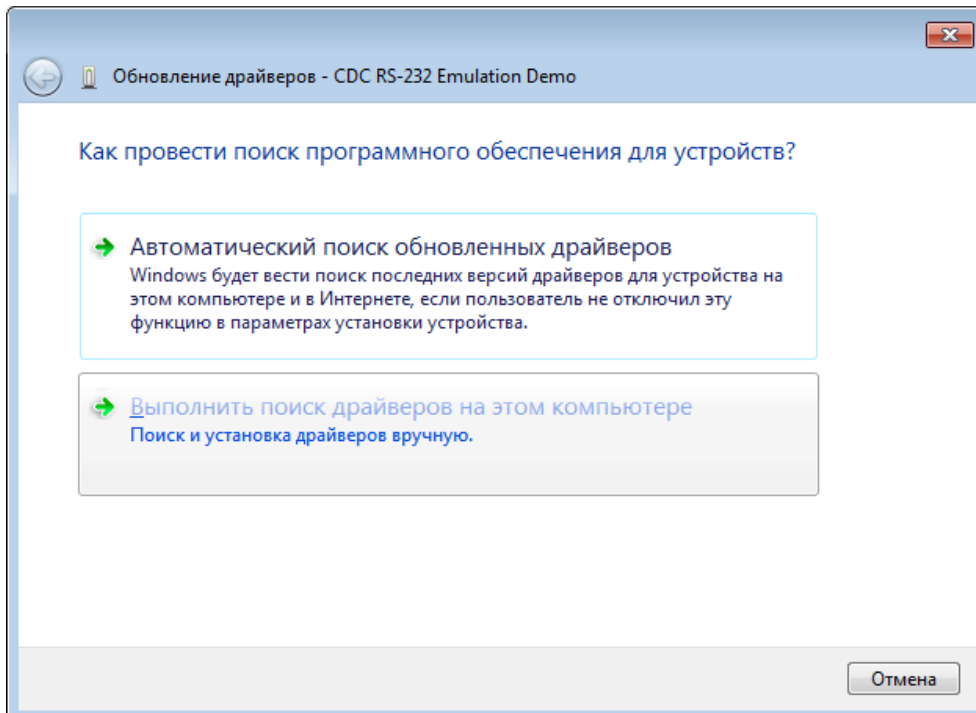 Обновление драйверов - CDC RS-232 Emulation Demo
Как провести поиск программного обеспечения для устройств?
Автоматический поиск обновленных драйверов
Windows будет вести поиск последних версий драйверов для устройства на
этом компьютере и в Интернете, если пользователь не отключил эту
функцию в параметрах установки устройства.
Выполнить поиск драйверов на этом компьютере
Поиск и установка драйверов вручную.
Отмена